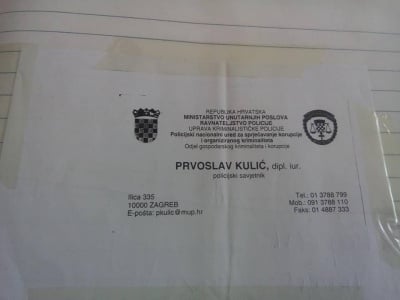 REPUBLIKA HRVATSKA
MINISTARSTVO UNUTARNJIH POSLOVA
RAVNATELJSTVO POLICIJE
UPRAVA KRIMINALISTIČKE POLICIJE
Policijski nacionalni ured za sprječavanje korupcije
i organiziranog kriminaliteta
Odjel gospodarskog kriminaliteta i korupcije
PRVOSLAV KULIĆ, dipl. iur.
policijski savjetnik
Ilica 335
10000 ZAGREB
E-pošta: pkulic@mup.hr
Tel.: 01 3788 799
Mob.: 091 3788 110
Faks: 01 4887 333